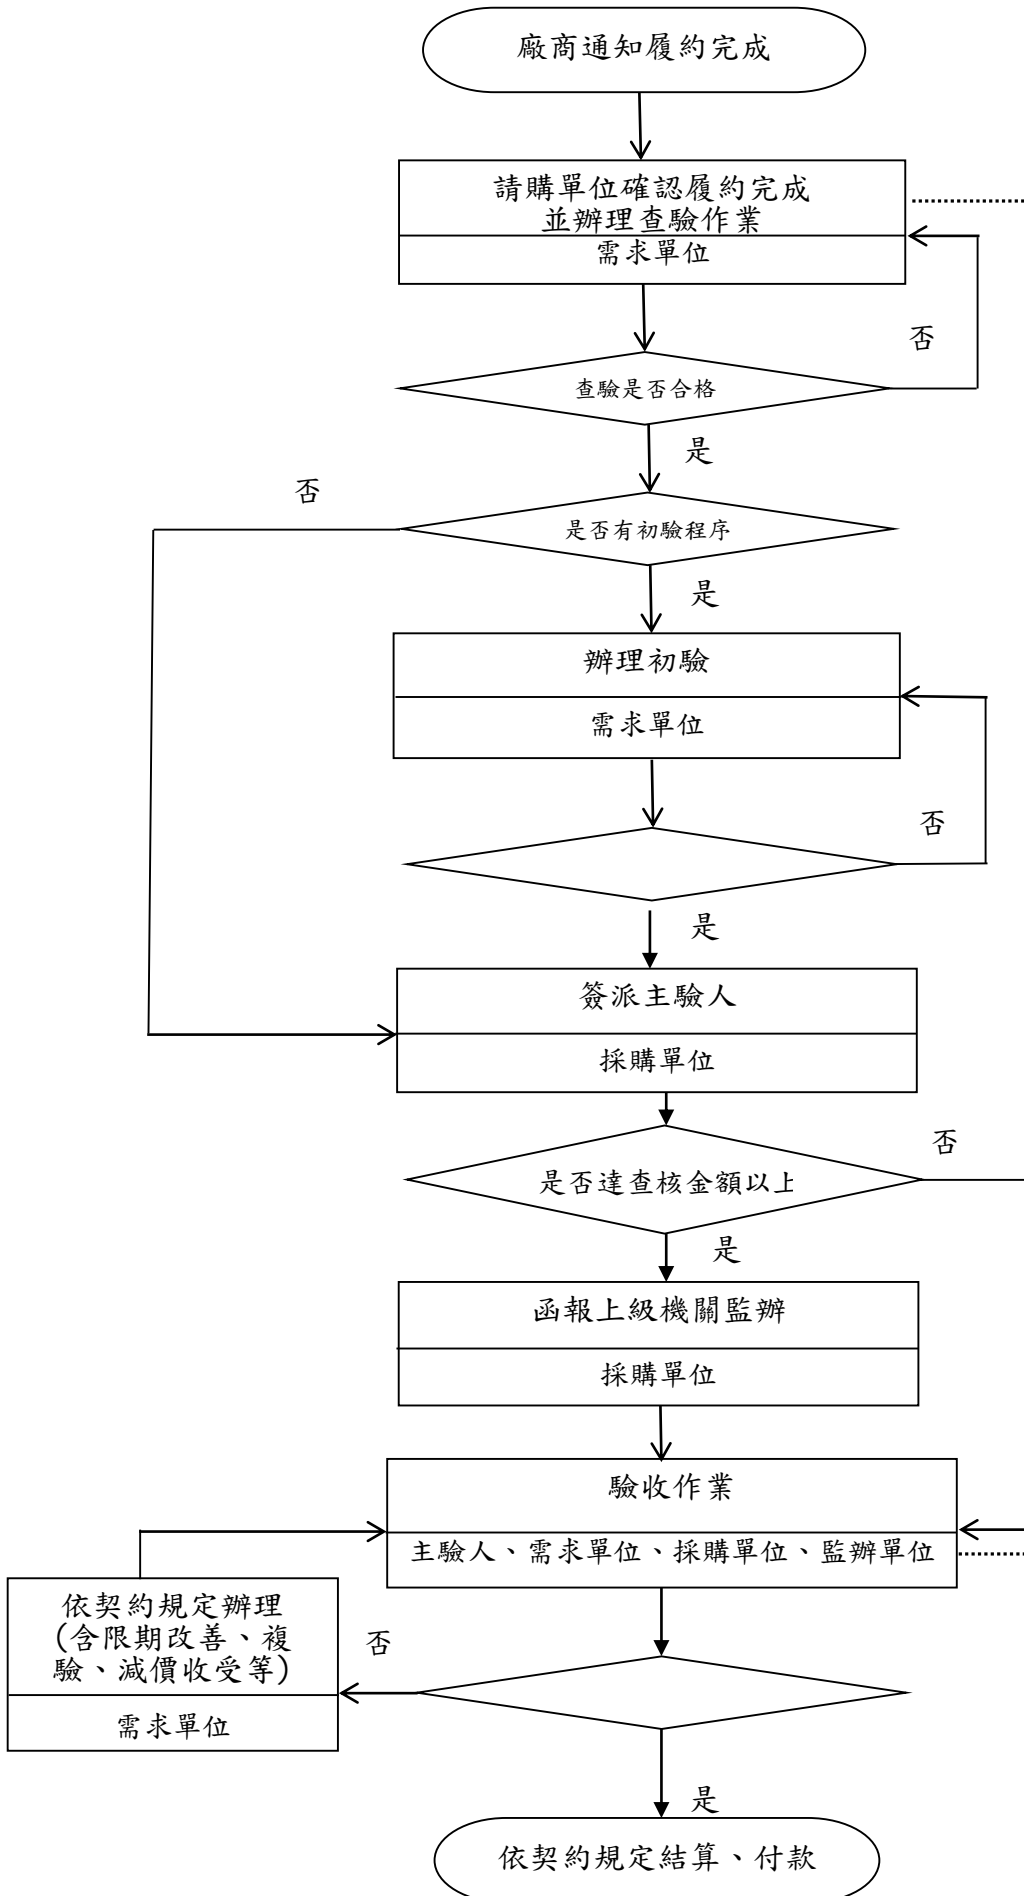 廠商通知履約完成
請購單位確認履約完成
並辦理查驗作業
需求單位
否
查驗是否合格
是
否
是否有初驗程序
是
辦理初驗
需求單位
否
是
簽派主驗人
採購單位
否
是否達查核金額以上
是
函報上級機關監辦
採購單位
驗收作業
主驗人、需求單位、採購單位、監辦單位
依契約規定辦理
(含限期改善、複
驗、減價收受等)
否
需求單位
是
依契約規定結算、付款